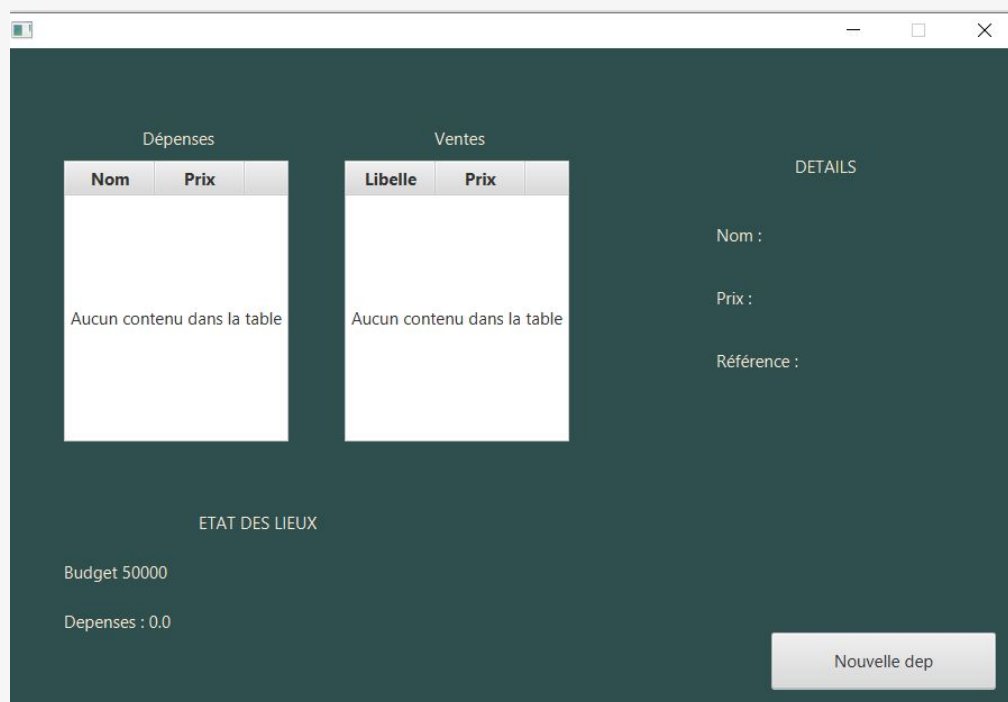 Dépenses
Nom Prix
Aucun contenu dans la table
Ventes
Libelle Prix
Aucun contenu dans la table
DETAILS
Nom :
Prix :
Référence :
ETAT DES LIEUX
Budget 50000
Depenses : 0.0
Nouvelle dep